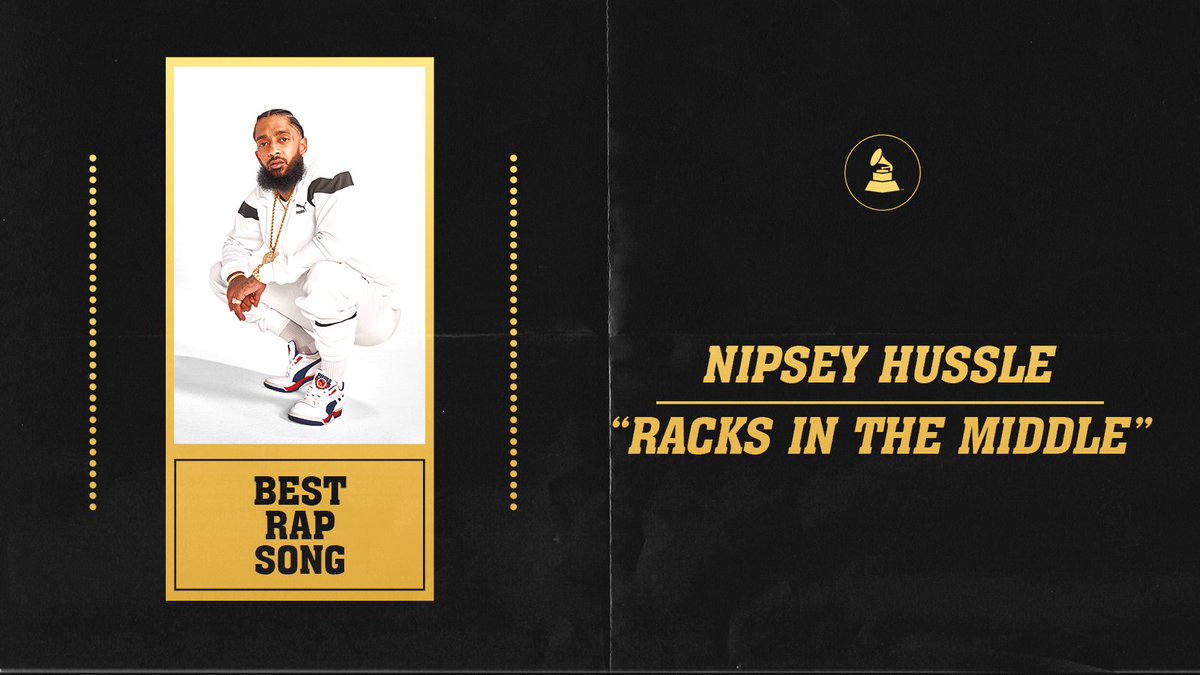 BEST
RAP
SONG
NIPSEY HUSSLE
“RACKS IN THE MIDDLE”